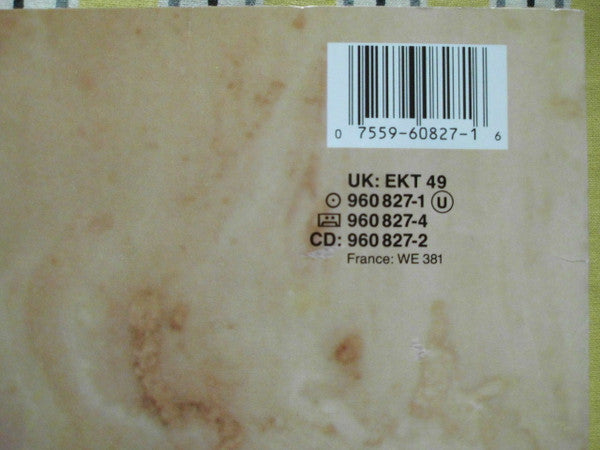 0 7559-60827-1 6
UK: EKT 49
960 827-1 U
960 827-4
CD: 960 827-2
France: WE 381